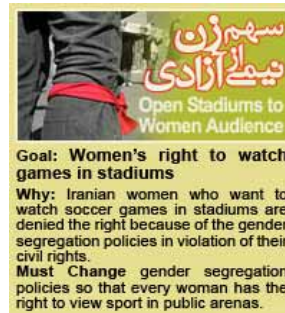 سهم زن
نیمی از آزادی
Open Stadiums to
Women Audience
Goal: Women's right to watch
games in stadiums
Why: Iranian women who want to
watch soccer games in stadiums are
denied the right because of the gender
segregation policies in violation of their
civil rights.
Must Change gender segregation
policies so that every woman has the
right to view sport in public arenas.